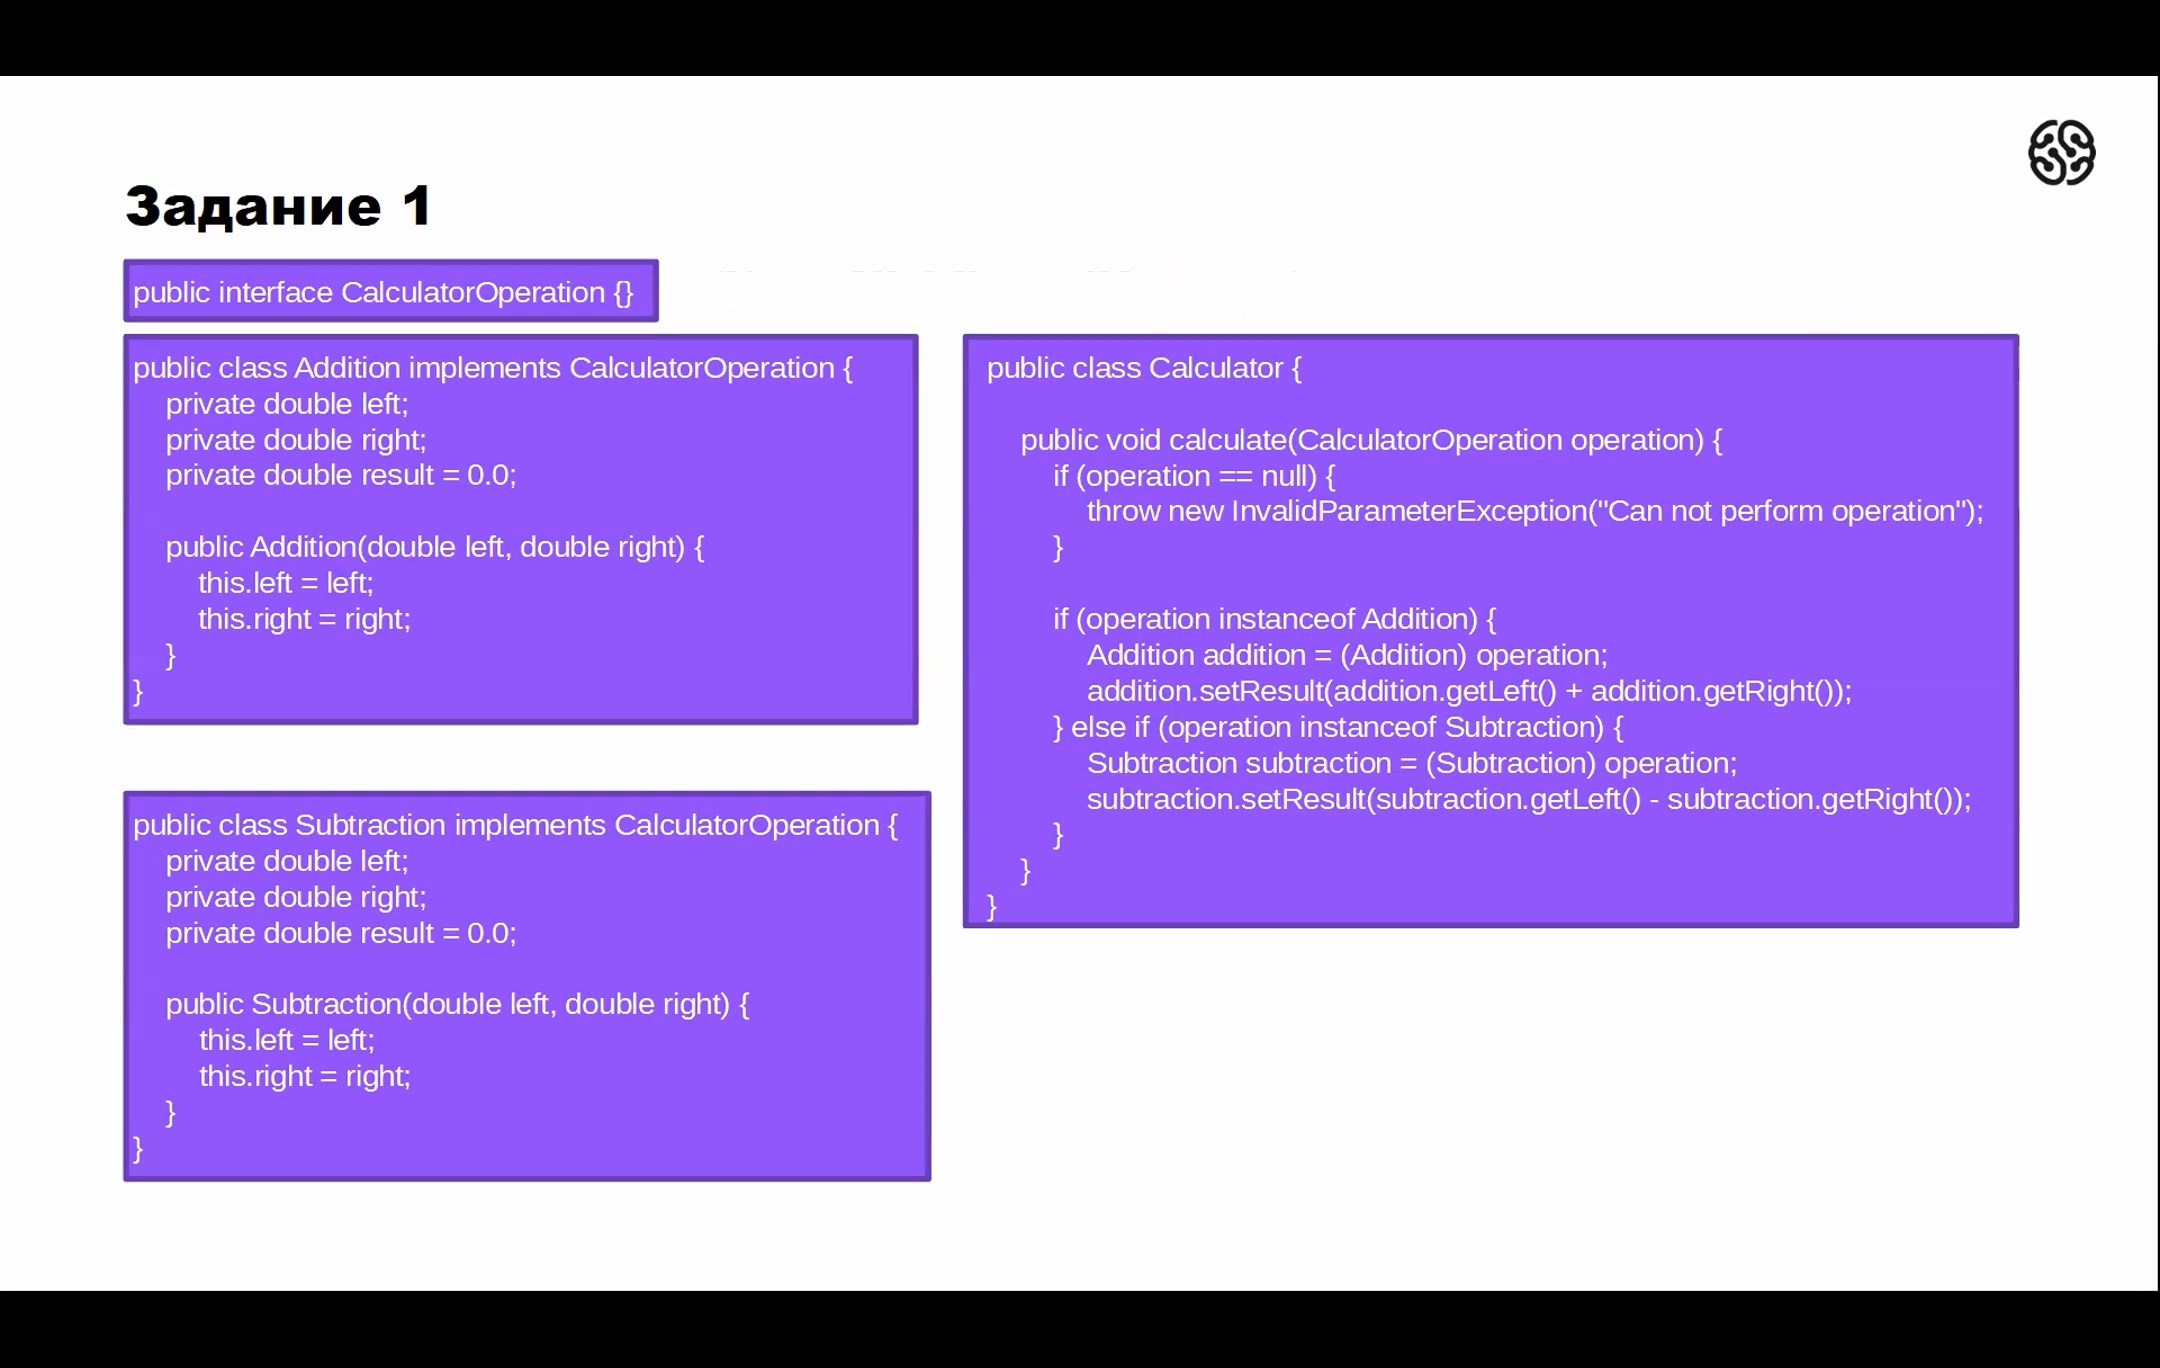 Задание 1
public interface CalculatorOperation {}
public class Addition implements CalculatorOperation {
private double left;
private double right;
private double result = 0.0;
public Addition(double left, double right) {
this.left = left;
this.right = right;
}
}
public class Subtraction implements CalculatorOperation {
private double left;
private double right;
private double result = 0.0;
public Subtraction(double left, double right) {
this.left = left;
this.right = right;
}
}
public class Calculator {
public void calculate(CalculatorOperation operation) {
if (operation == null) {
throw new InvalidParameterException("Can not perform operation");
}
if (operation instanceof Addition) {
Addition addition = (Addition) operation;
addition.setResult(addition.getLeft() + addition.getRight());
} else if (operation instanceof Subtraction) {
Subtraction subtraction = (Subtraction) operation;
subtraction.setResult(subtraction.getLeft() - subtraction.getRight());
}
}
}